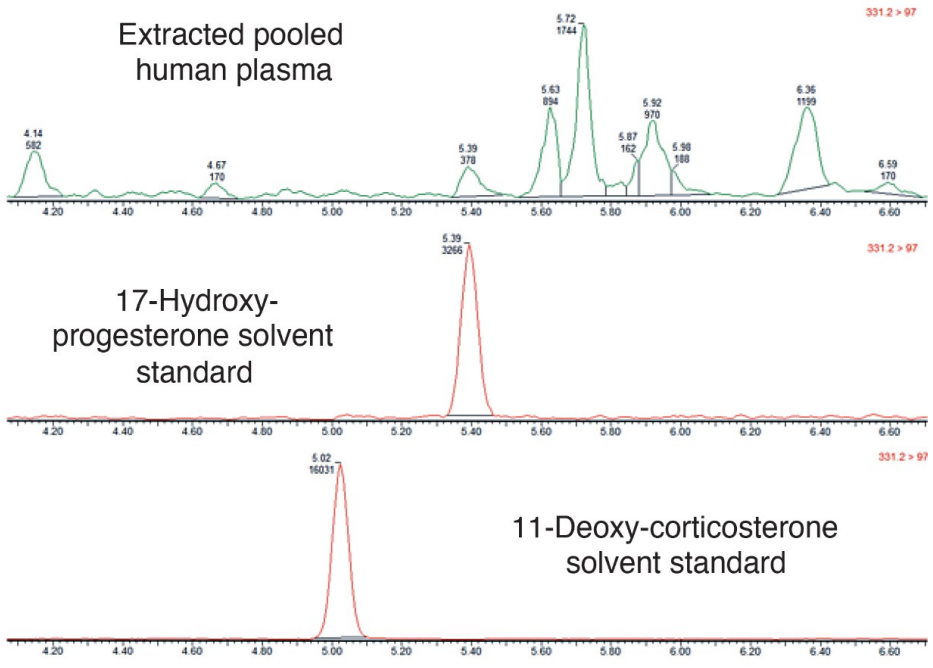 Extracted pooled
human plasma
331.2 > 97
4.14
582
4.67
170
5.39
378
5.63
894
5.72
1744
5.87
162
5.92
970
5.98
188
6.36
1199
6.59
170
4.20 4.40 4.60 4.80 5.00 5.20 5.40 5.60 5.80 6.00 6.20 6.40 6.60
331.2 > 97
5.39
3266
17-Hydroxy-
progesterone solvent
standard
4.20 4.40 4.60 4.80 5.00 5.20 5.40 5.60 5.80 6.00 6.20 6.40 6.60
331.2 > 97
5.02
16031
11-Deoxy-corticosterone
solvent standard
4.20 4.40 4.60 4.80 5.00 5.20 5.40 5.60 5.80 6.00 6.20 6.40 6.60